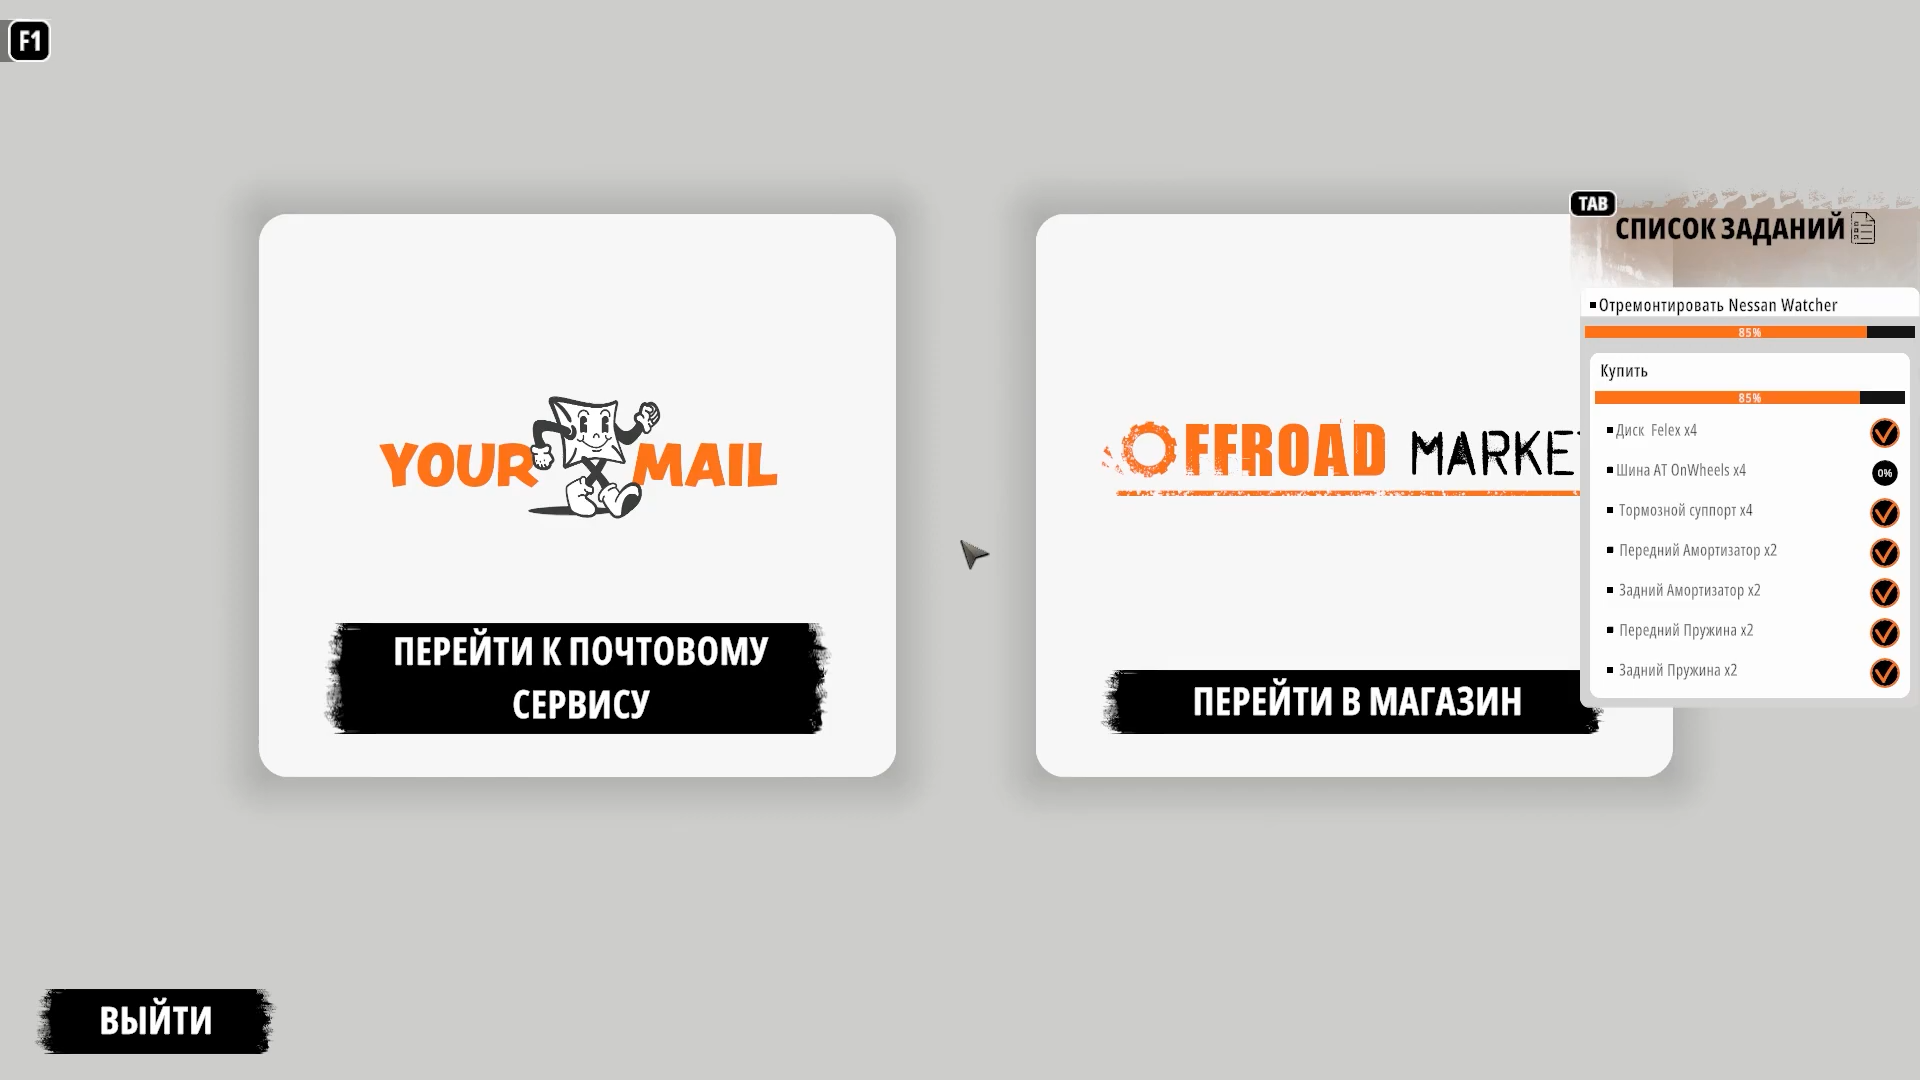 F1
YOUR MAIL
ПЕРЕЙТИ К ПОЧТОВОМУ
СЕРВИСУ
OFFROAD MARKE
ПЕРЕЙТИ В МАГАЗИН
TAB
СПИСОК ЗАДАНИЙ
Отремонтировать Nessan Watcher
85%
Купить
85%
Диск Felex x4
Шина AT OnWheels x4
0%
Тормозной суппорт x4
Передний Амортизатор x2
Задний Амортизатор x2
Передний Пружина x2
Задний Пружина x2
ВЫЙТИ